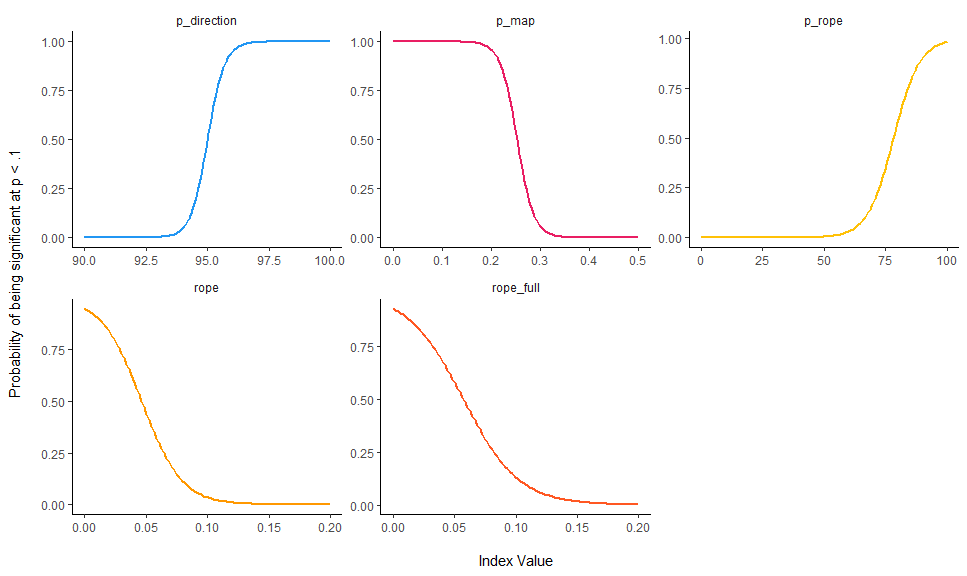 p_direction
p_map
p_rope
1.00
0.75
0.50
0.25
0.00
90.0 92.5 95.0 97.5 100.0
1.00
0.75
0.50
0.25
0.00
0.0 0.1 0.2 0.3 0.4 0.5
1.00
0.75
0.50
0.25
0.00
0 25 50 75 100
rope
rope_full
0.75
0.50
0.25
0.00
0.00 0.05 0.10 0.15 0.20
0.75
0.50
0.25
0.00
0.00 0.05 0.10 0.15 0.20
Probability of being significant at p < .1
Index Value